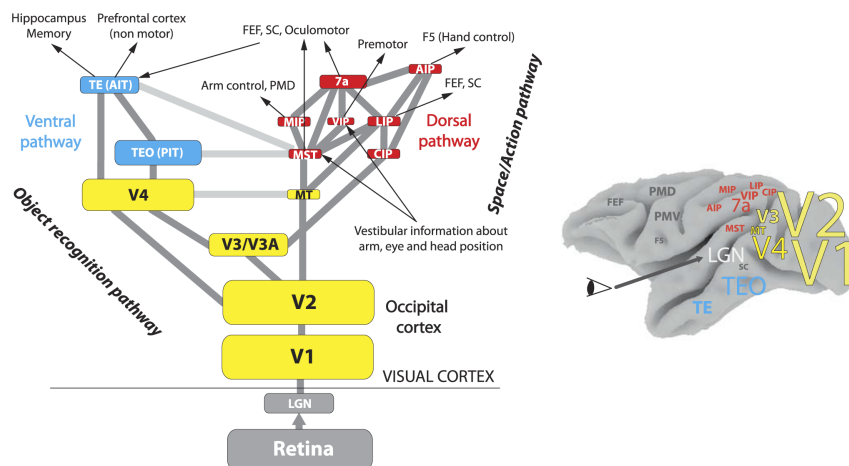 Hippocampus
Memory
Prefrontal cortex
(non motor)
FEF, SC, Oculomotor
Premotor
F5 (Hand control)
TE (AIT)
Arm control, PMD
7a
AIP
FEF, SC
Ventral
pathway
MIP
VIP
LIP
Dorsal
pathway
TEO (PIT)
MST
CIP
Space/Action pathway
V4
MT
Vestibular information about
arm, eye and head position
V3/V3A
Object recognition pathway
V2
Occipital
cortex
V1
VISUAL CORTEX
LGN
Retina
FEF
PMD
PMV
F5
MIP
LIP
VIP
CIP
AIP
7a
V3
V2
MST
MT
V4
V1
LGN
SC
TEO
TE